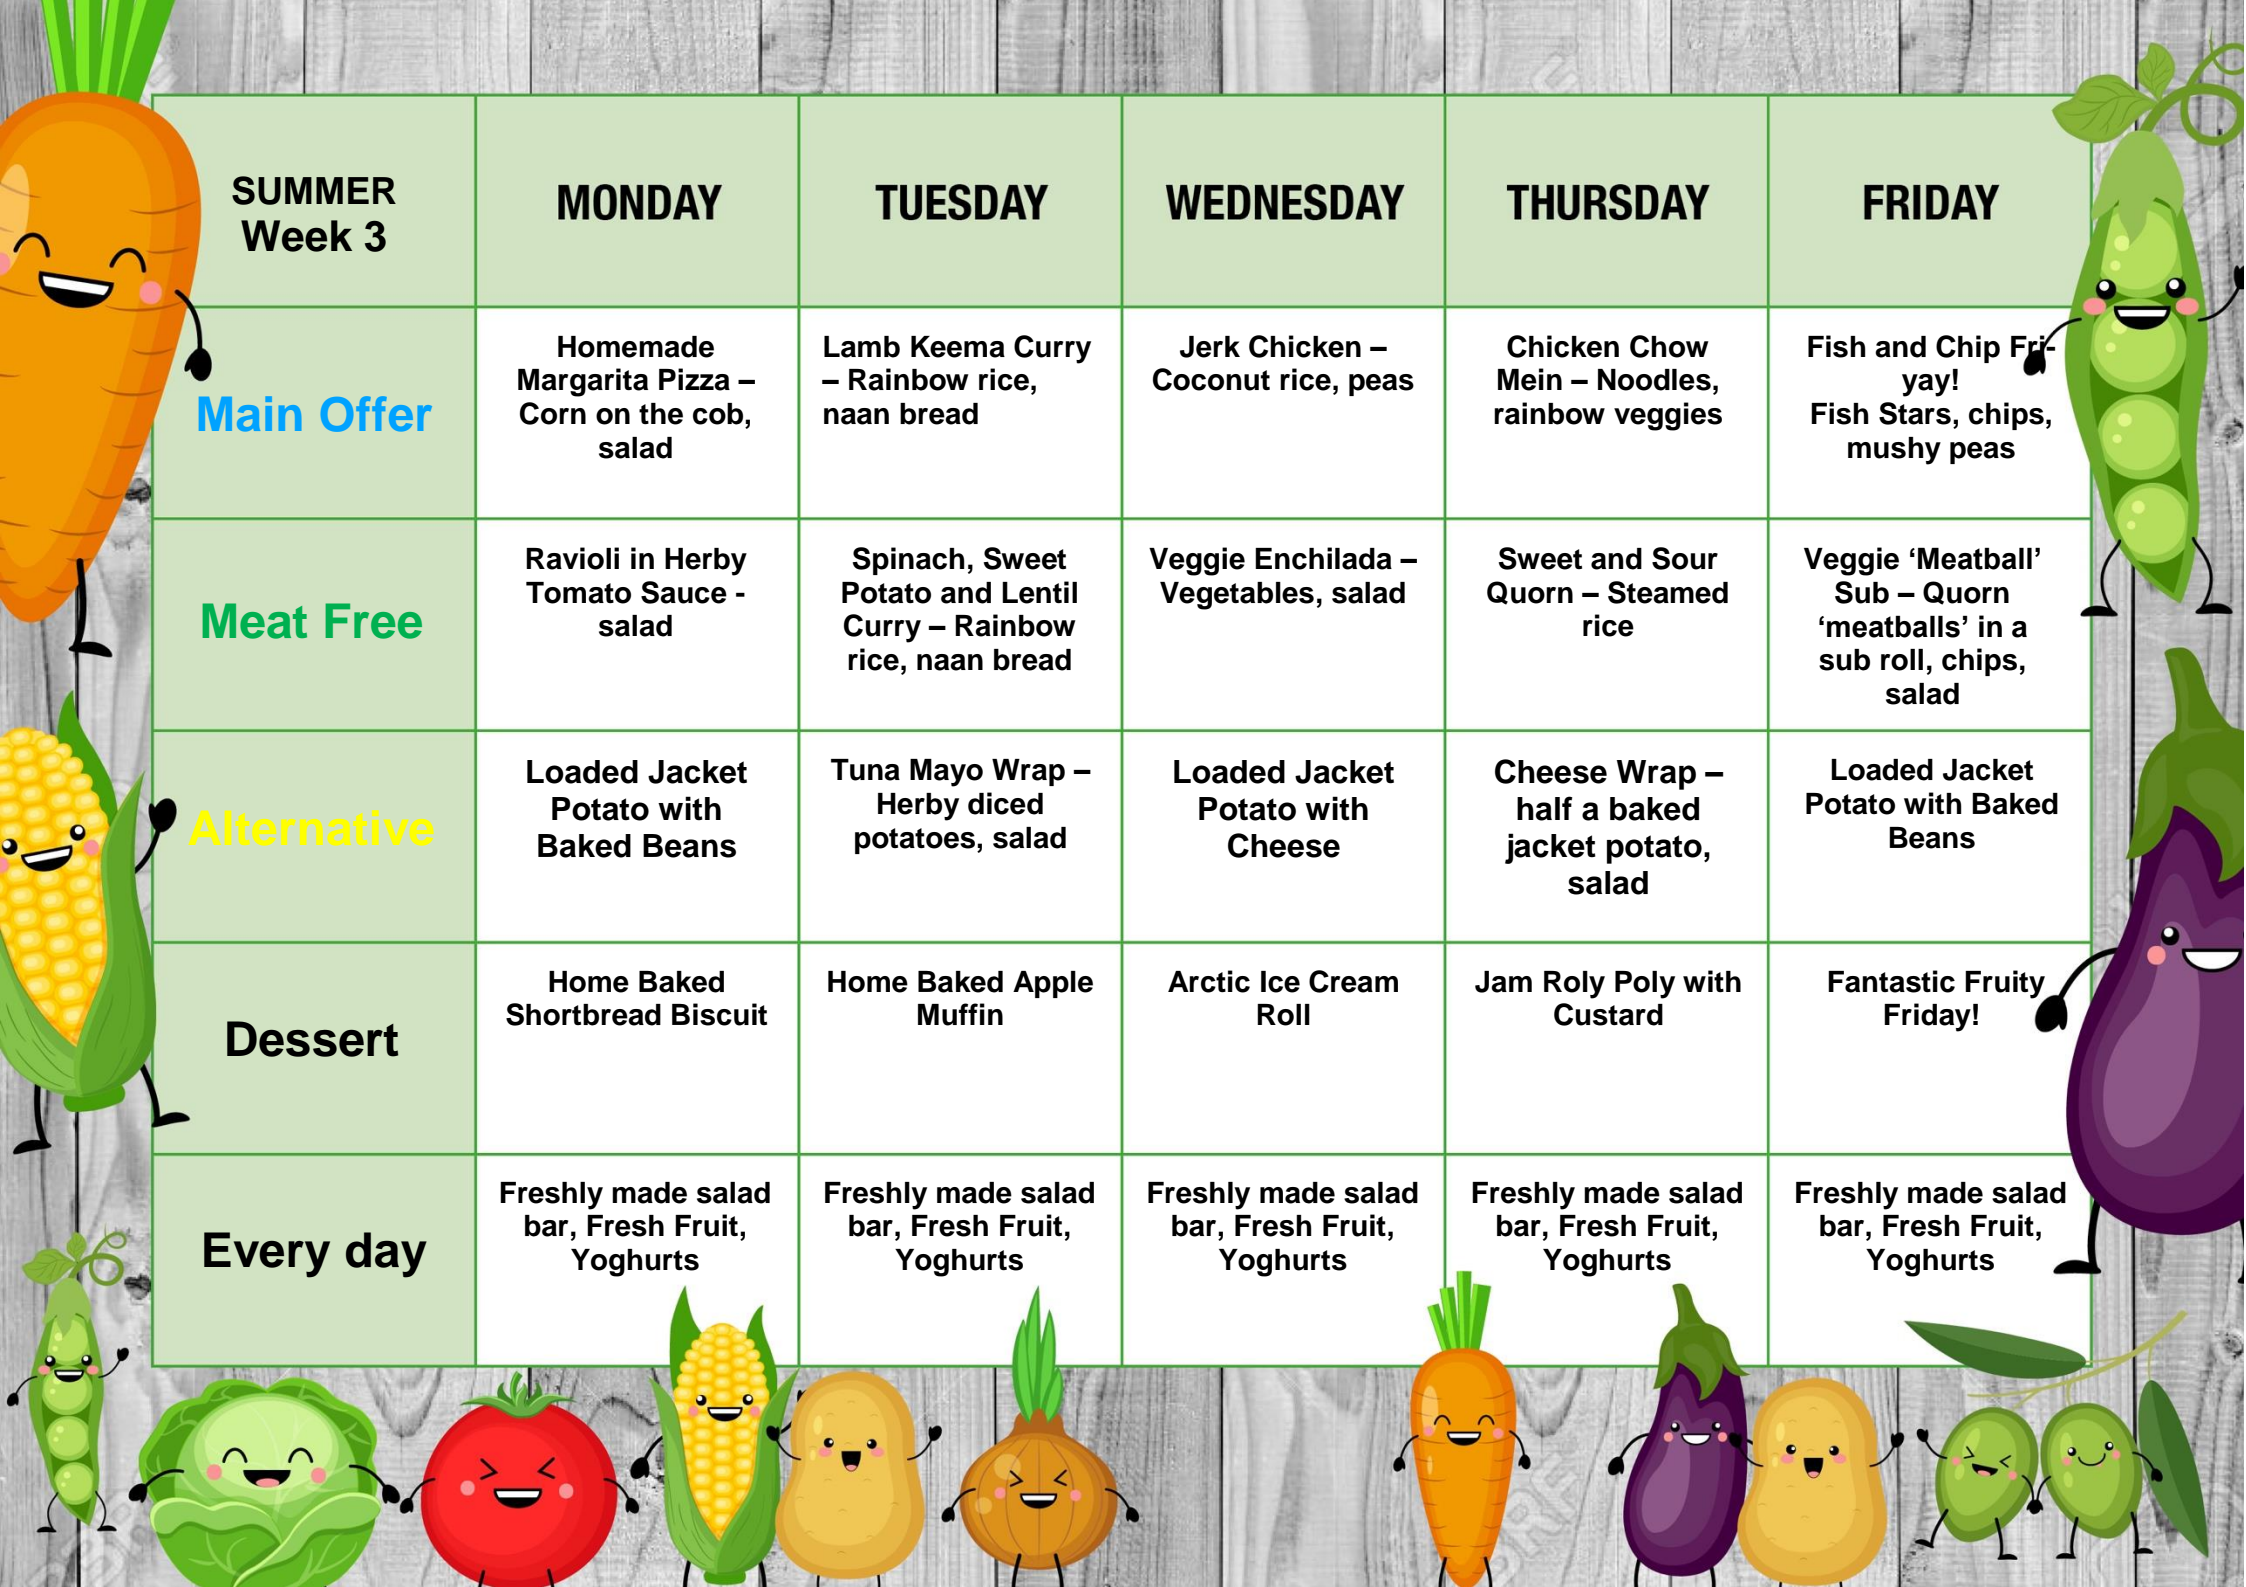 SUMMER
Week 3
MONDAY
TUESDAY
WEDNESDAY
THURSDAY
FRIDAY
Main Offer
Homemade
Margarita Pizza –
Corn on the cob,
salad
Lamb Keema Curry
– Rainbow rice,
naan bread
Jerk Chicken –
Coconut rice, peas
Chicken Chow
Mein – Noodles,
rainbow veggies
Fish and Chip Fri-
yay!
Fish Stars, chips,
mushy peas
Meat Free
Ravioli in Herby
Tomato Sauce -
salad
Spinach, Sweet
Potato and Lentil
Curry – Rainbow
rice, naan bread
Veggie Enchilada –
Vegetables, salad
Sweet and Sour
Quorn – Steamed
rice
Veggie ‘Meatball’
Sub – Quorn
‘meatballs’ in a
sub roll, chips,
salad
Alternative
Loaded Jacket
Potato with
Baked Beans
Tuna Mayo Wrap –
Herby diced
potatoes, salad
Loaded Jacket
Potato with
Cheese
Cheese Wrap –
half a baked
jacket potato,
salad
Loaded Jacket
Potato with Baked
Beans
Dessert
Home Baked
Shortbread Biscuit
Home Baked Apple
Muffin
Arctic Ice Cream
Roll
Jam Roly Poly with
Custard
Fantastic Fruity
Friday!
Every day
Freshly made salad
bar, Fresh Fruit,
Yoghurts
Freshly made salad
bar, Fresh Fruit,
Yoghurts
Freshly made salad
bar, Fresh Fruit,
Yoghurts
Freshly made salad
bar, Fresh Fruit,
Yoghurts
Freshly made salad
bar, Fresh Fruit,
Yoghurts